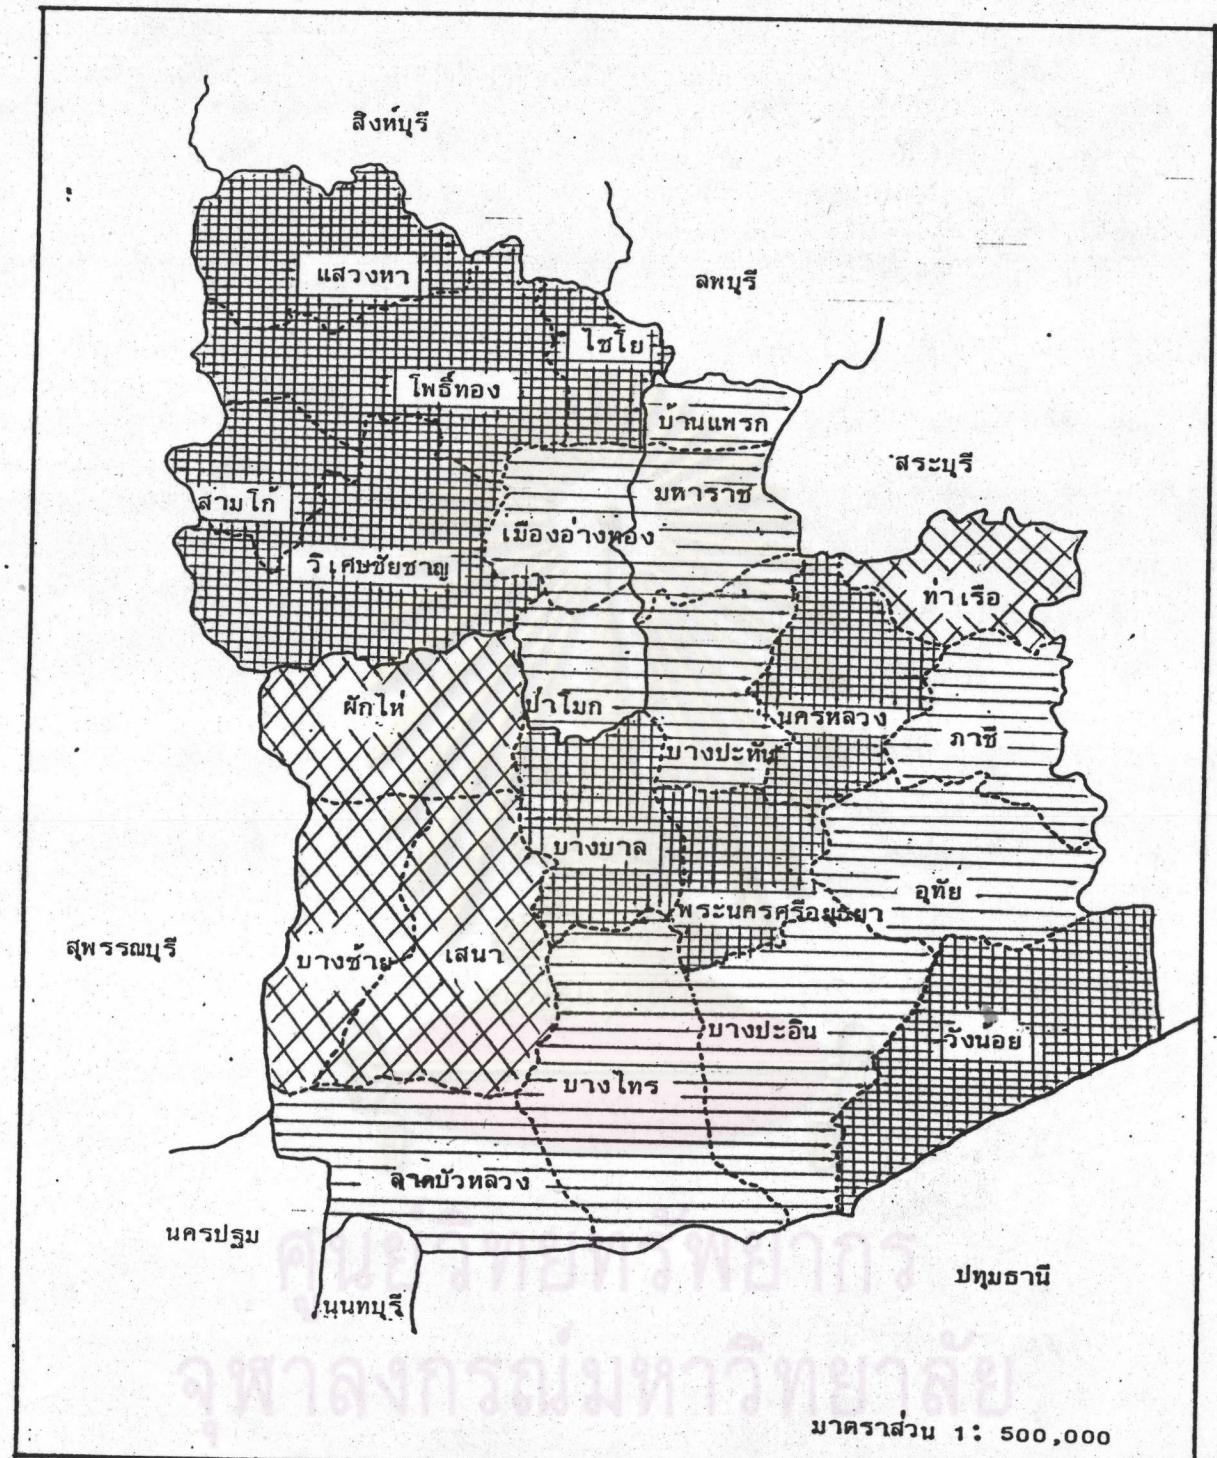 สิงห์บุรี
แสวงหา
ลพบุรี
ไชโย
โพธิ์ทอง
บ้านแพรก
สระบุรี
สามโก้
มหาราช
เมืองอ่างทอง
วิเศษชัยชาญ
ท่าเรือ
ผักไห่
ป่าโมก
นครหลวง
ภาชี
บางปะหัน
บางบาล
อุทัย
พระนครศรีอยุธยา
สุพรรณบุรี
บางซ้าย
เสนา
บางปะอิน
วังน้อย
บางไทร
ลาดบัวหลวง
นครปฐม
ปทุมธานี
นนทบุรี
ศูนย์วิทยทรัพยากร
จุฬาลงกรณ์มหาวิทยาลัย
มาตราส่วน 1: 500,000